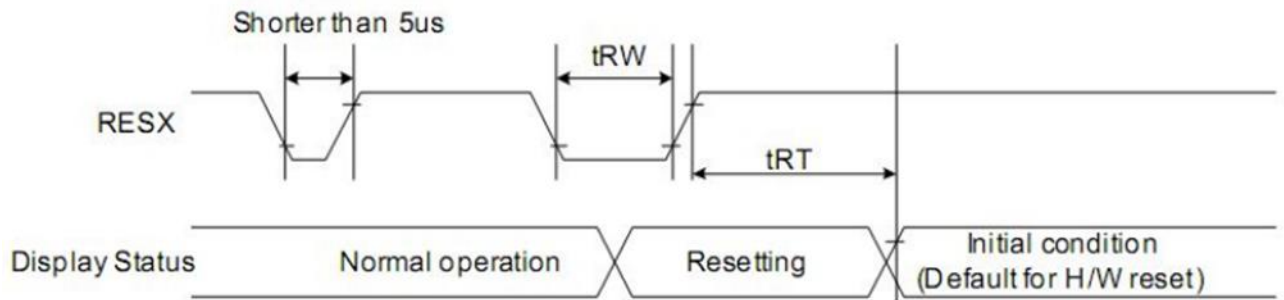 Shorter than 5us
tRW
RESX
tRT
Display Status
Normal operation
Resetting
Initial condition
(Default for H/W reset)